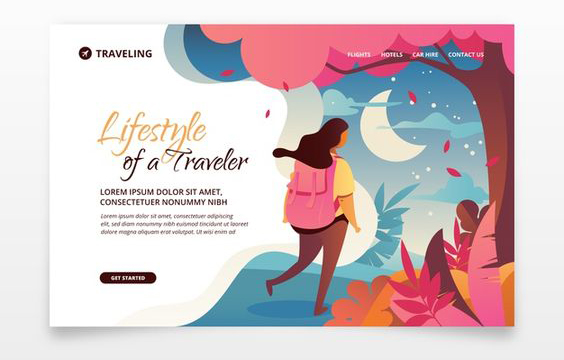 TRAVELING
FLIGHTS HOTELS CAR HIRE CONTACT US
Lifestyle
of a Traveler
LOREM IPSUM DOLOR SIT AMET,
CONSECTETUER NONUMMY NIBH
Lorem ipsum dolor sit amet, consectetuer adipiscing
elit, sed diam nonummy nibh euismod tincidunt ut
laoreet dolore magna aliquam erat volutpat. Ut wisi
enim ad
GET STARTED